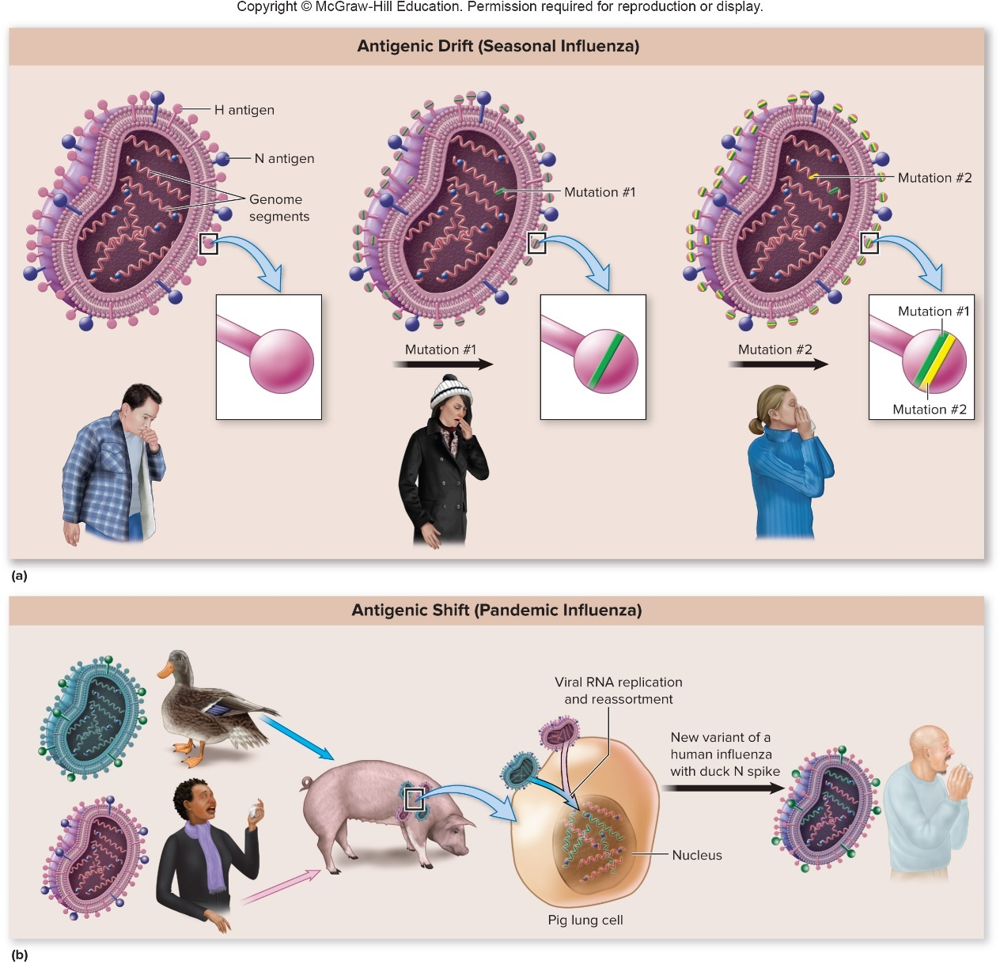 Copyright © McGraw-Hill Education. Permission required for reproduction or display.
Antigenic Drift (Seasonal Influenza)
H antigen
N antigen
Genome
segments
Mutation #1
Mutation #2
Mutation #1
Mutation #2
Mutation #1
Mutation #2
(a)
Antigenic Shift (Pandemic Influenza)
Viral RNA replication
and reassortment
New variant of a
human influenza
with duck N spike
Nucleus
Pig lung cell
(b)